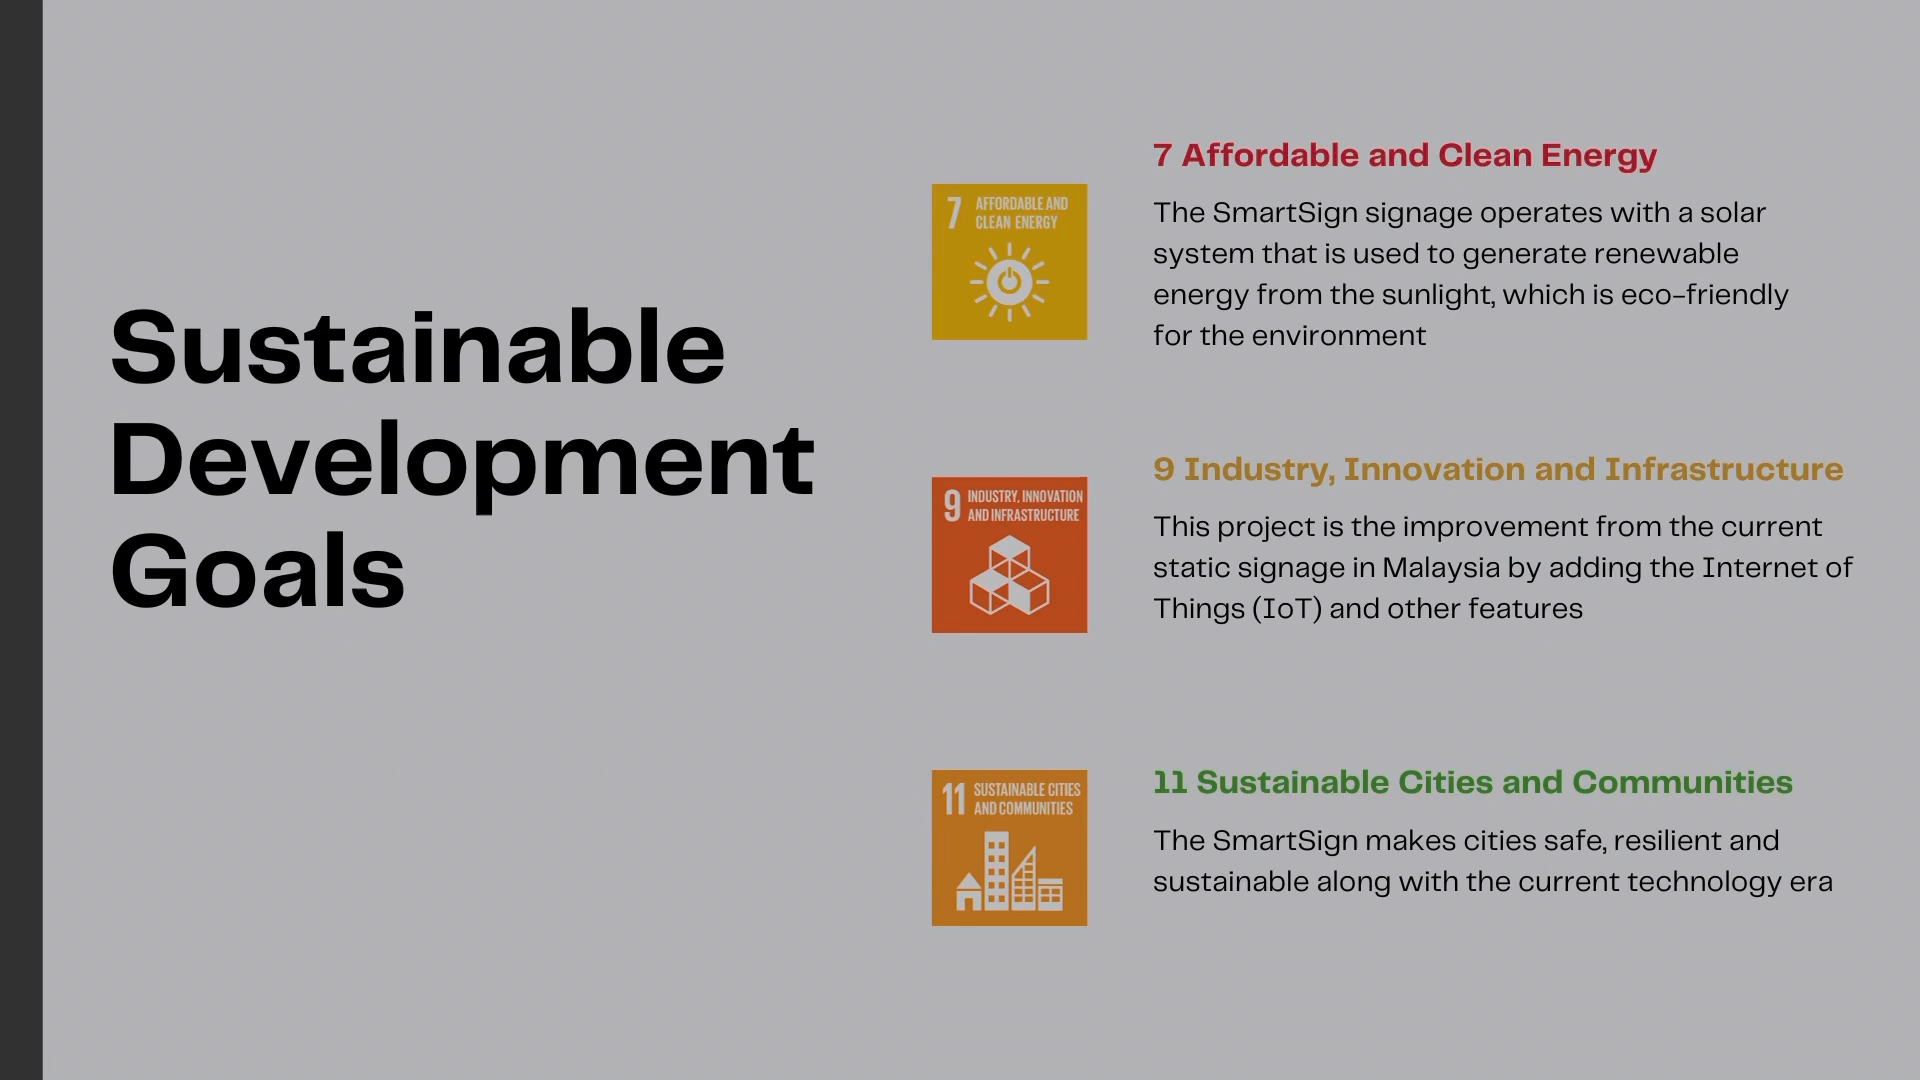 Sustainable
Development
Goals
7 AFFORDABLE AND
CLEAN ENERGY
7 Affordable and Clean Energy
The SmartSign signage operates with a solar
system that is used to generate renewable
energy from the sunlight, which is eco-friendly
for the environment
9 INDUSTRY, INNOVATION
AND INFRASTRUCTURE
9 Industry, Innovation and Infrastructure
This project is the improvement from the current
static signage in Malaysia by adding the Internet of
Things (IoT) and other features
11 SUSTAINABLE CITIES
AND COMMUNITIES
11 Sustainable Cities and Communities
The SmartSign makes cities safe, resilient and
sustainable along with the current technology era